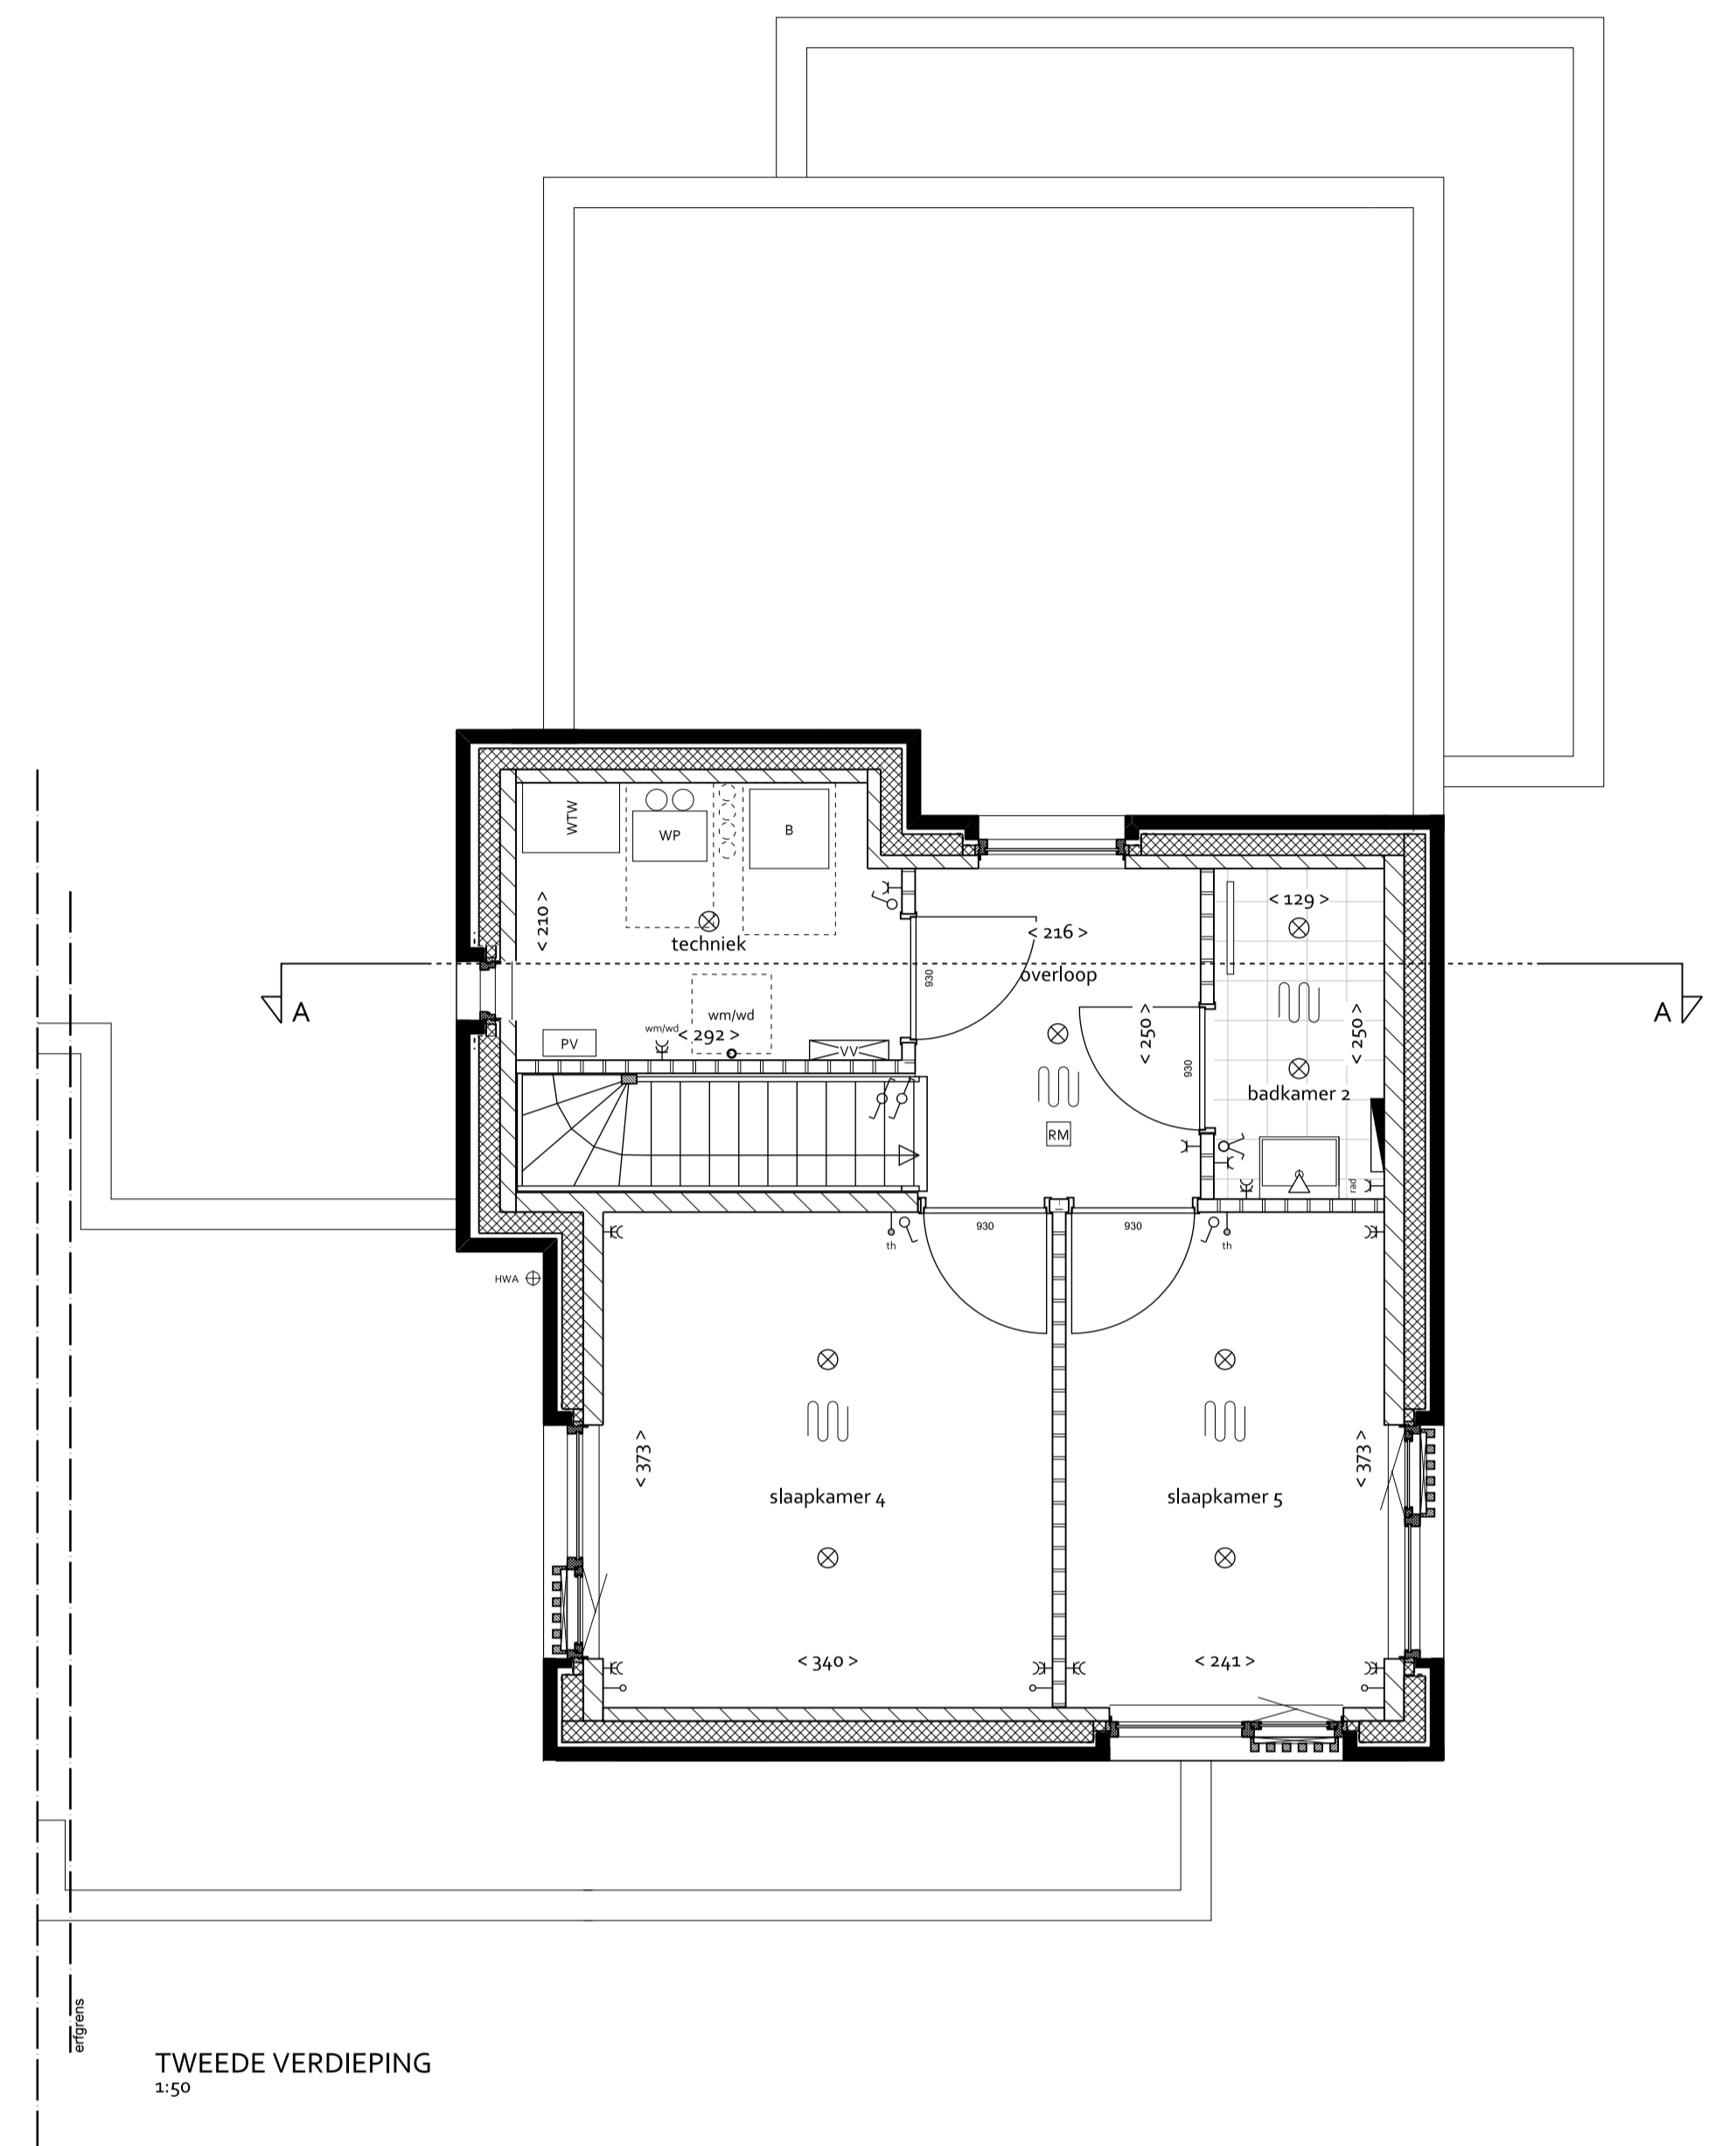 WTW
WP
B
< 210 >
techniek
wm/wd
wm/wd
< 292 >
PV
VV
930
< 216 >
overloop
< 250 >
930
RM
< 129 >
< 250 >
badkamer 2
rad
A
A
HWA
th
930
930
th
< 373 >
slaapkamer 4
< 340 >
< 373 >
slaapkamer 5
< 241 >
erfgrens
TWEEDE VERDIEPING
1:50